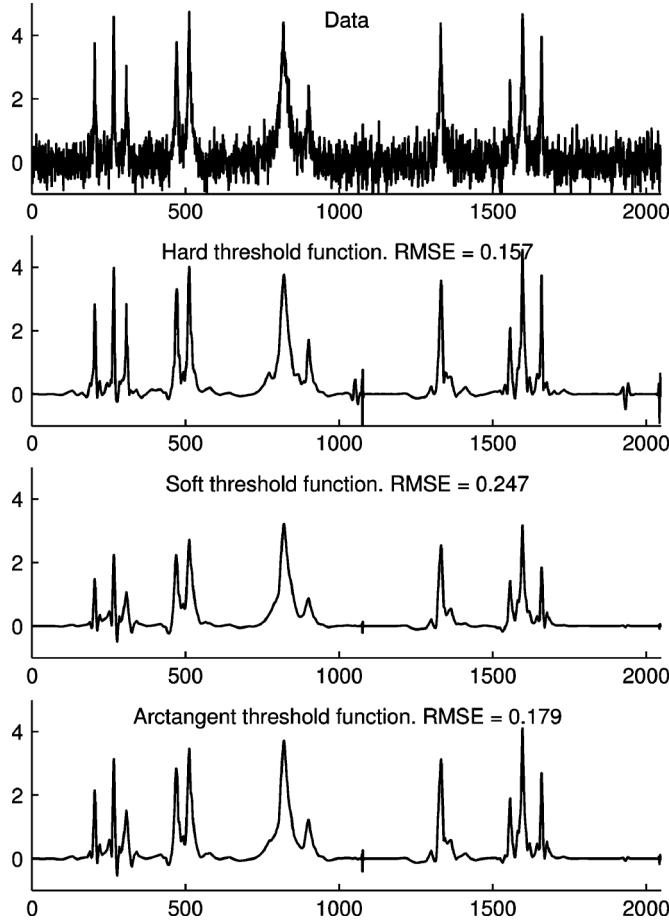 Data
4
2
0
0 500 1000 1500 2000
Hard threshold function. RMSE = 0.157
4
2
0
0 500 1000 1500 2000
Soft threshold function. RMSE = 0.247
4
2
0
0 500 1000 1500 2000
Arctangent threshold function. RMSE = 0.179
4
2
0
0 500 1000 1500 2000